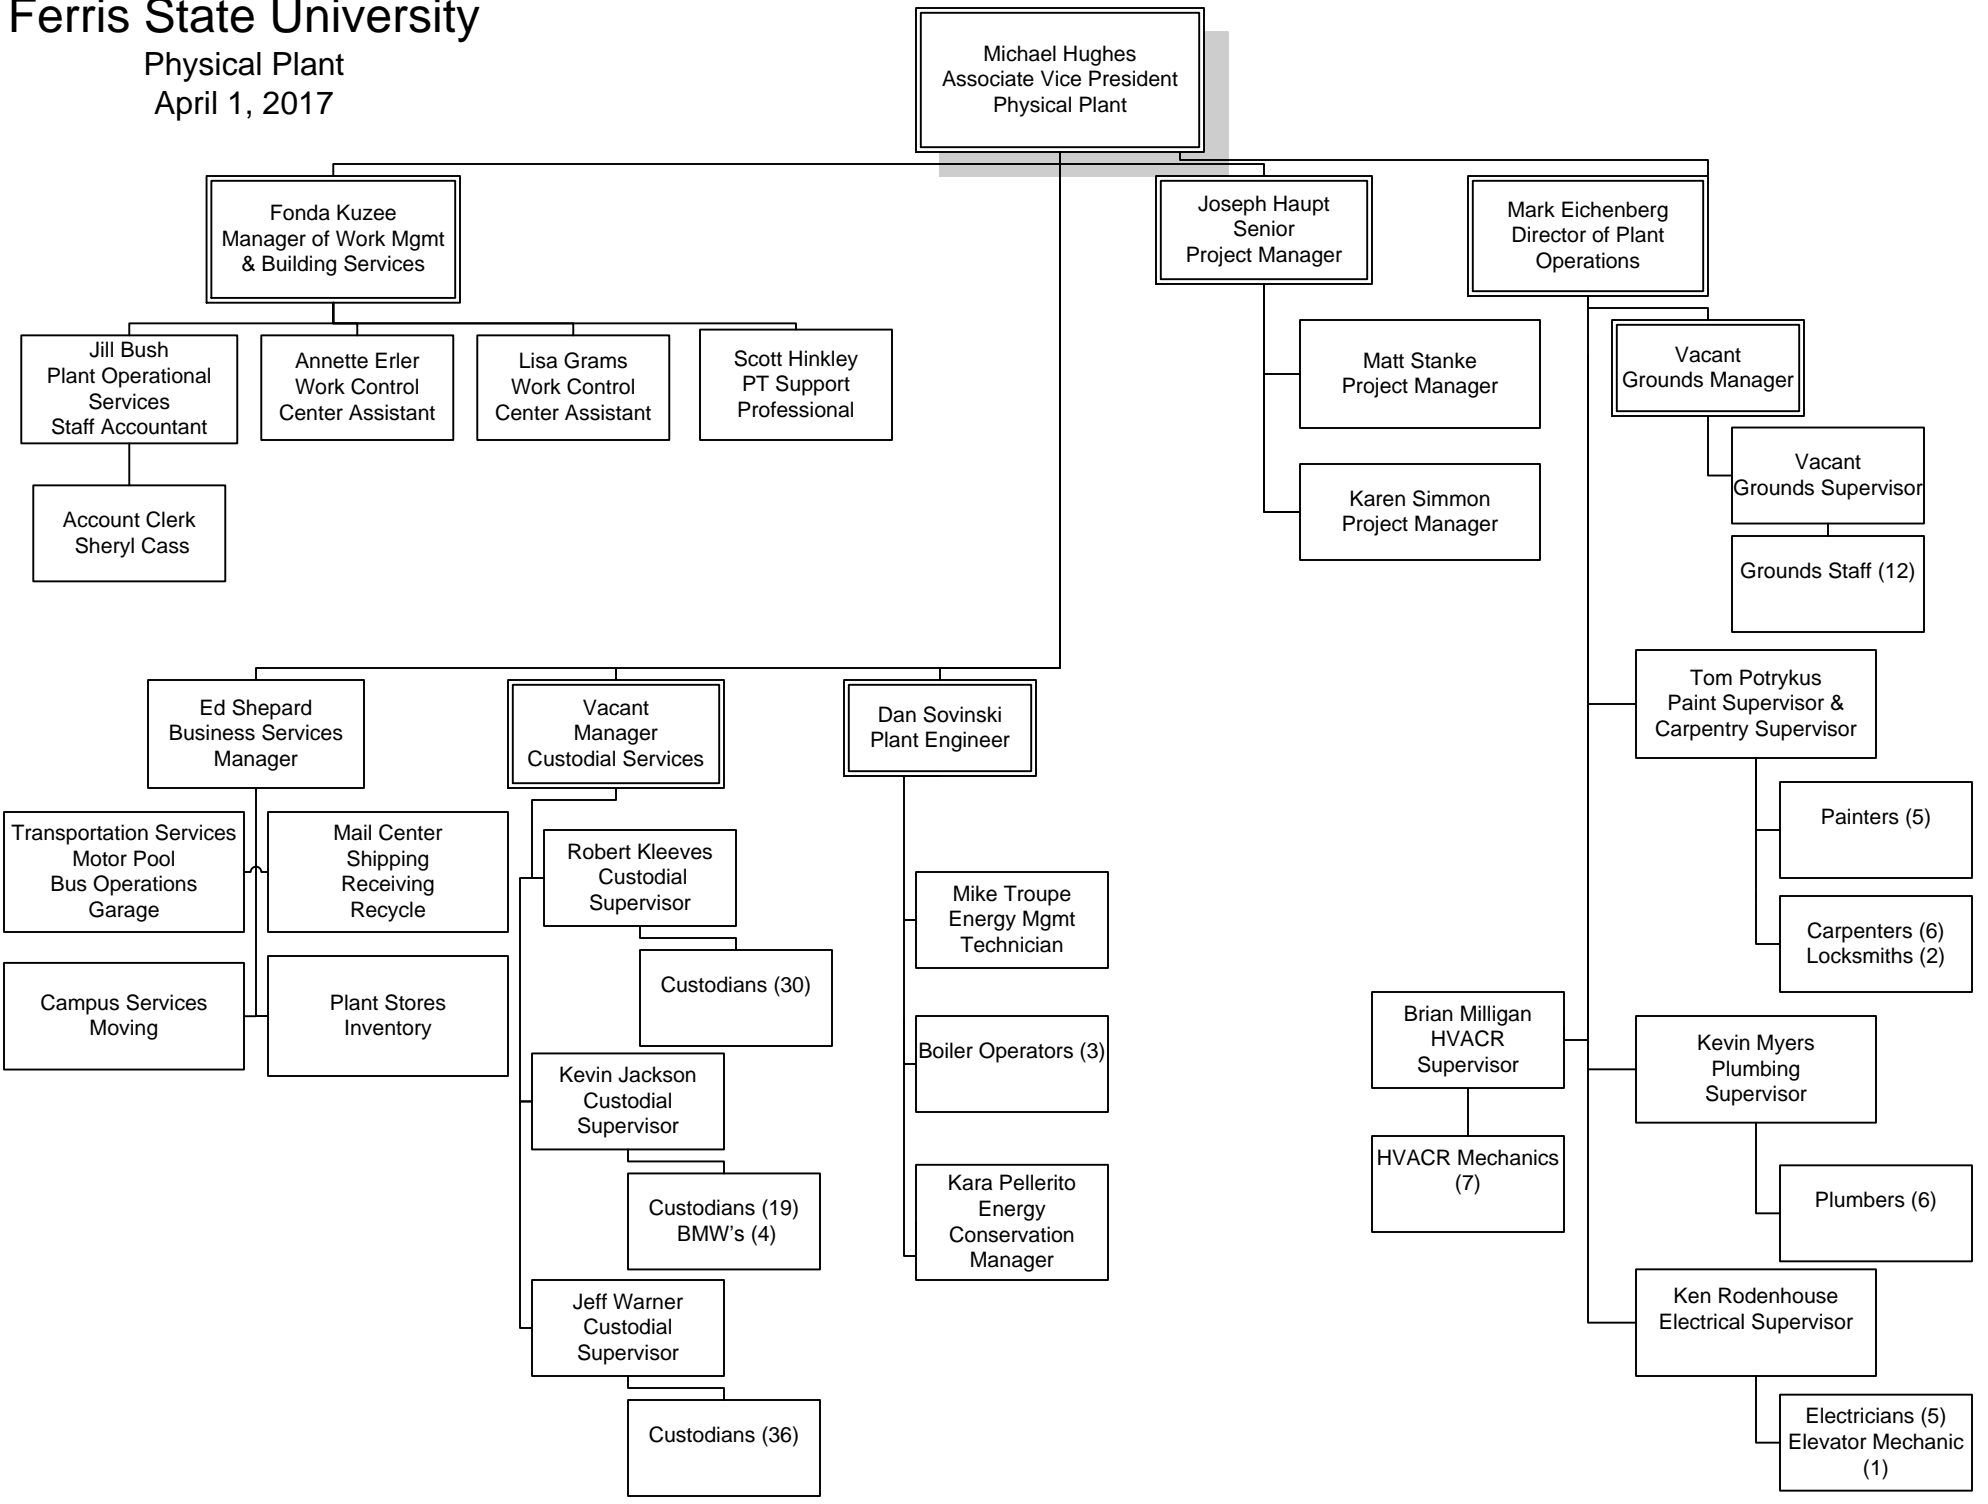 Ferris State University
Physical Plant
April 1, 2017
Michael Hughes
Associate Vice President
Physical Plant
Fonda Kuzee
Manager of Work Mgmt
& Building Services
Joseph Haupt
Senior
Project Manager
Mark Eichenberg
Director of Plant
Operations
Jill Bush
Plant Operational
Services
Staff Accountant
Annette Erler
Work Control
Center Assistant
Lisa Grams
Work Control
Center Assistant
Scott Hinkley
PT Support
Professional
Matt Stanke
Project Manager
Vacant
Grounds Manager
Account Clerk
Sheryl Cass
Karen Simmon
Project Manager
Vacant
Grounds Supervisor
Grounds Staff (12)
Ed Shepard
Business Services
Manager
Vacant
Manager
Custodial Services
Dan Sovinski
Plant Engineer
Tom Potrykus
Paint Supervisor &
Carpentry Supervisor
Transportation Services
Motor Pool
Bus Operations
Garage
Mail Center
Shipping
Receiving
Recycle
Robert Kleeves
Custodial
Supervisor
Mike Troupe
Energy Mgmt
Technician
Painters (5)
Carpenters (6)
Locksmiths (2)
Campus Services
Moving
Plant Stores
Inventory
Custodians (30)
Boiler Operators (3)
Brian Milligan
HVACR
Supervisor
Kevin Myers
Plumbing
Supervisor
Kevin Jackson
Custodial
Supervisor
Custodians (19)
BMW’s (4)
Kara Pellerito
Energy
Conservation
Manager
HVACR Mechanics
(7)
Plumbers (6)
Jeff Warner
Custodial
Supervisor
Custodians (36)
Ken Rodenhouse
Electrical Supervisor
Electricians (5)
Elevator Mechanic
(1)